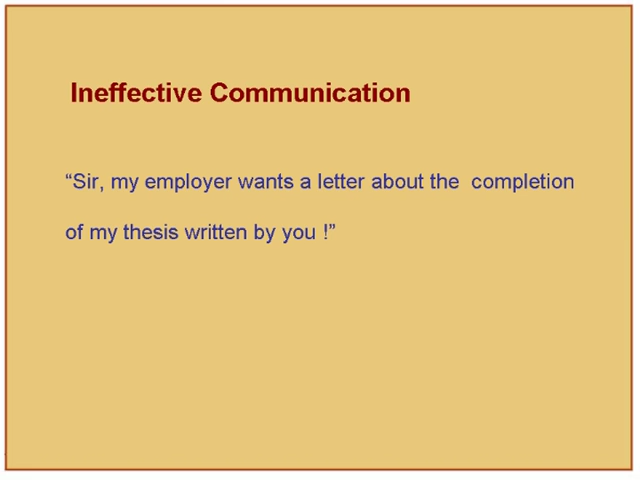 Ineffective Communication
“Sir, my employer wants a letter about the  completion
of my thesis written by you !”